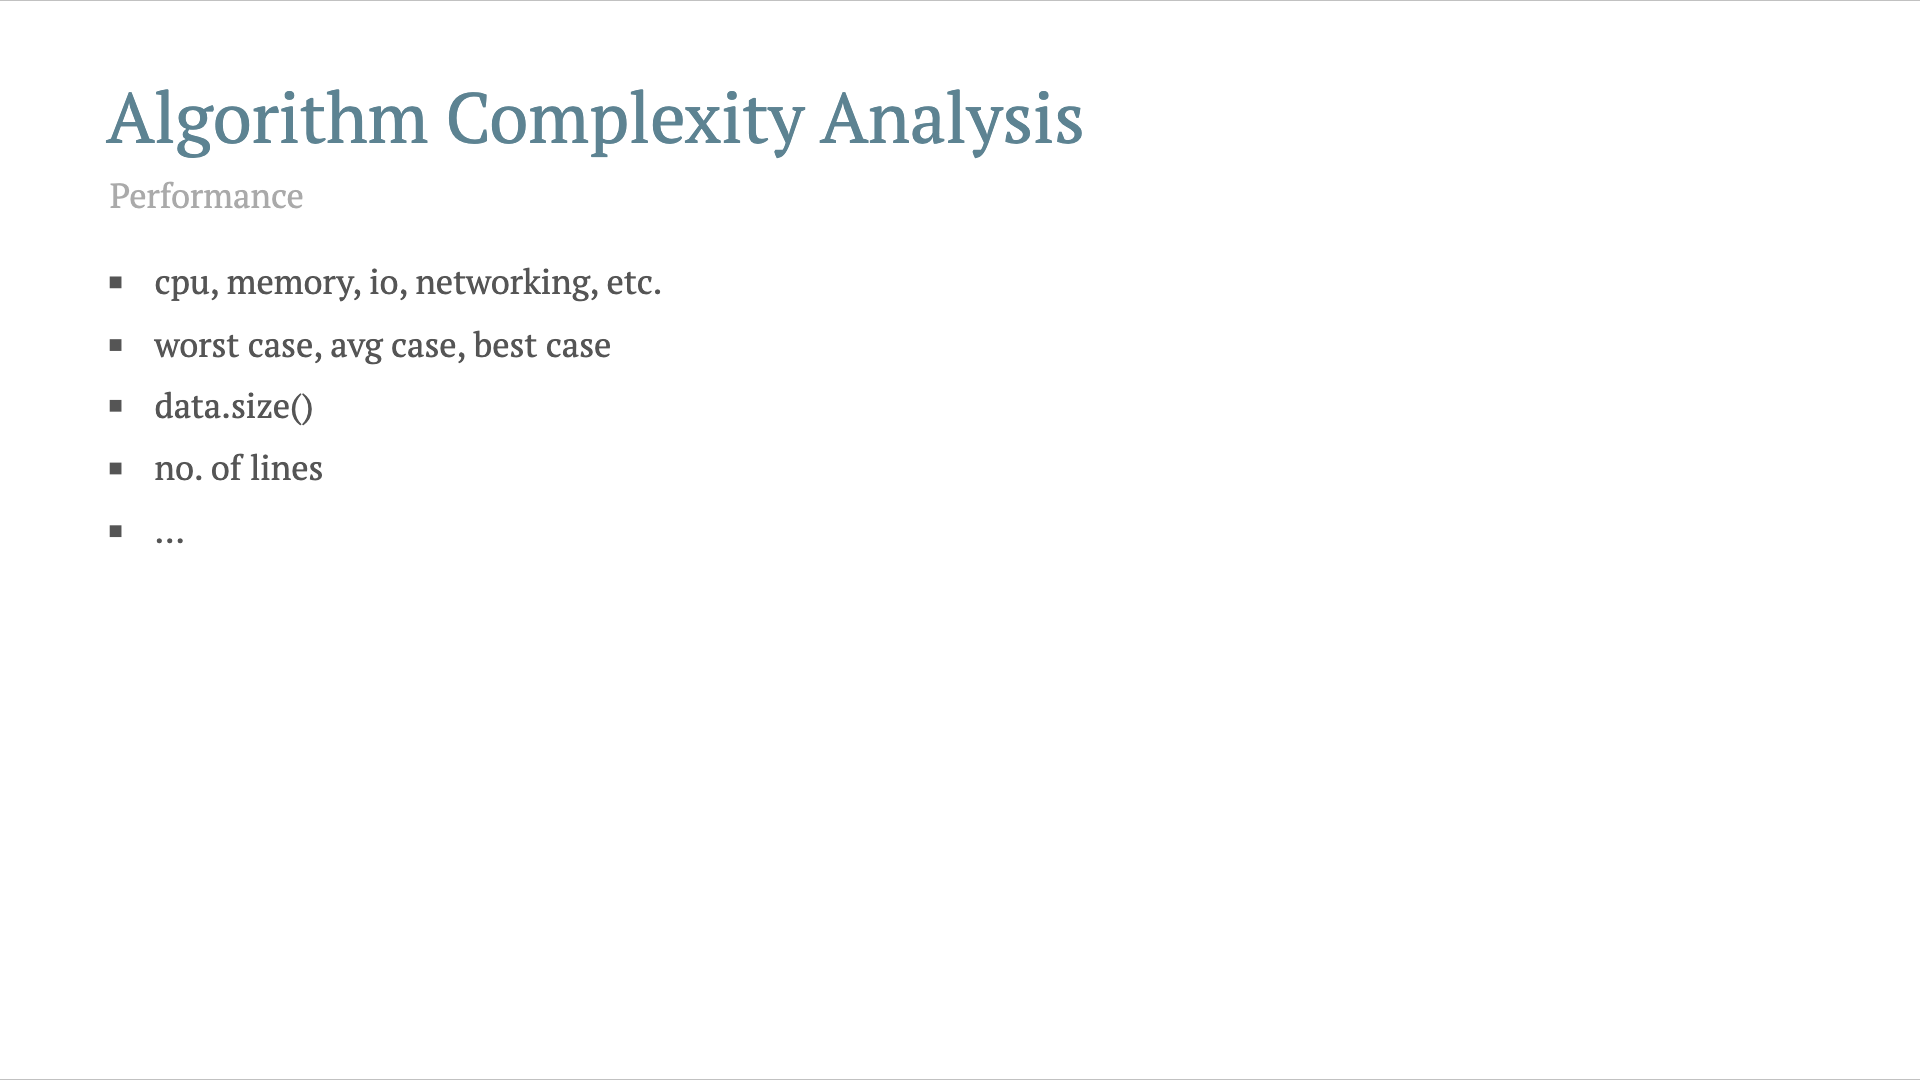 Algorithm Complexity Analysis
Performance
▪ cpu, memory, io, networking, etc.
▪ worst case, avg case, best case
▪ data.size()
▪ no. of lines
▪ ...